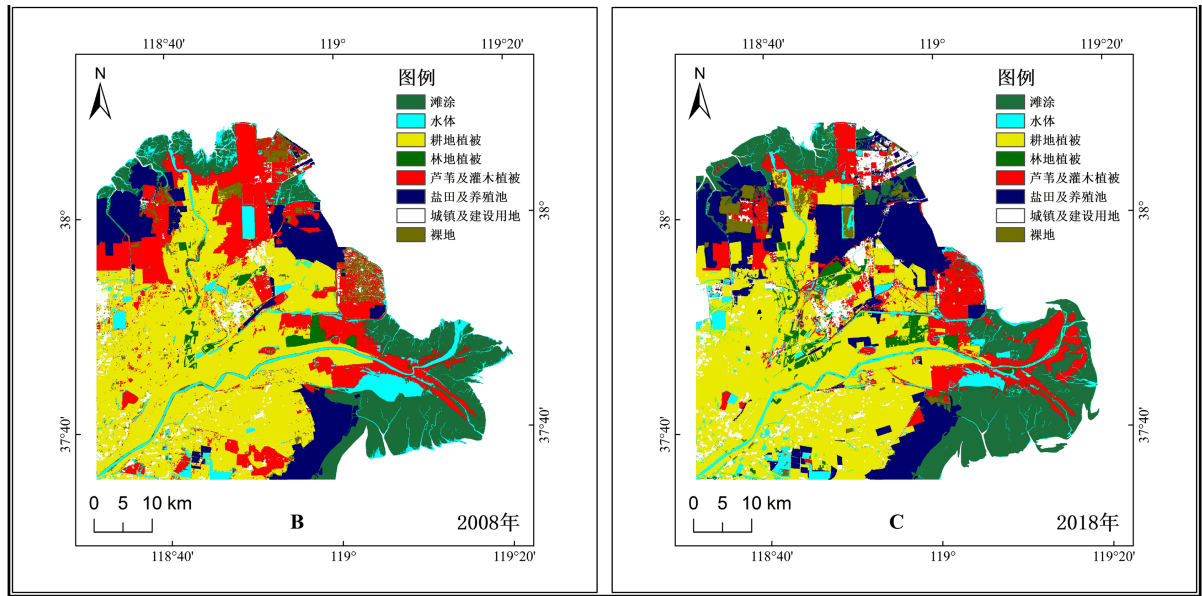 118°40'
119°
119°20'
N
图例
滩涂
水体
耕地植被
林地植被
芦苇及灌木植被
盐田及养殖池
城镇及建设用地
裸地
38°
38°
37°40'
37°40'
0 5 10 km
B
2008年
118°40'
119°
119°20'
118°40'
119°
119°20'
N
图例
滩涂
水体
耕地植被
林地植被
芦苇及灌木植被
盐田及养殖池
城镇及建设用地
裸地
38°
38°
37°40'
37°40'
0 5 10 km
C
2018年
118°40'
119°
119°20'